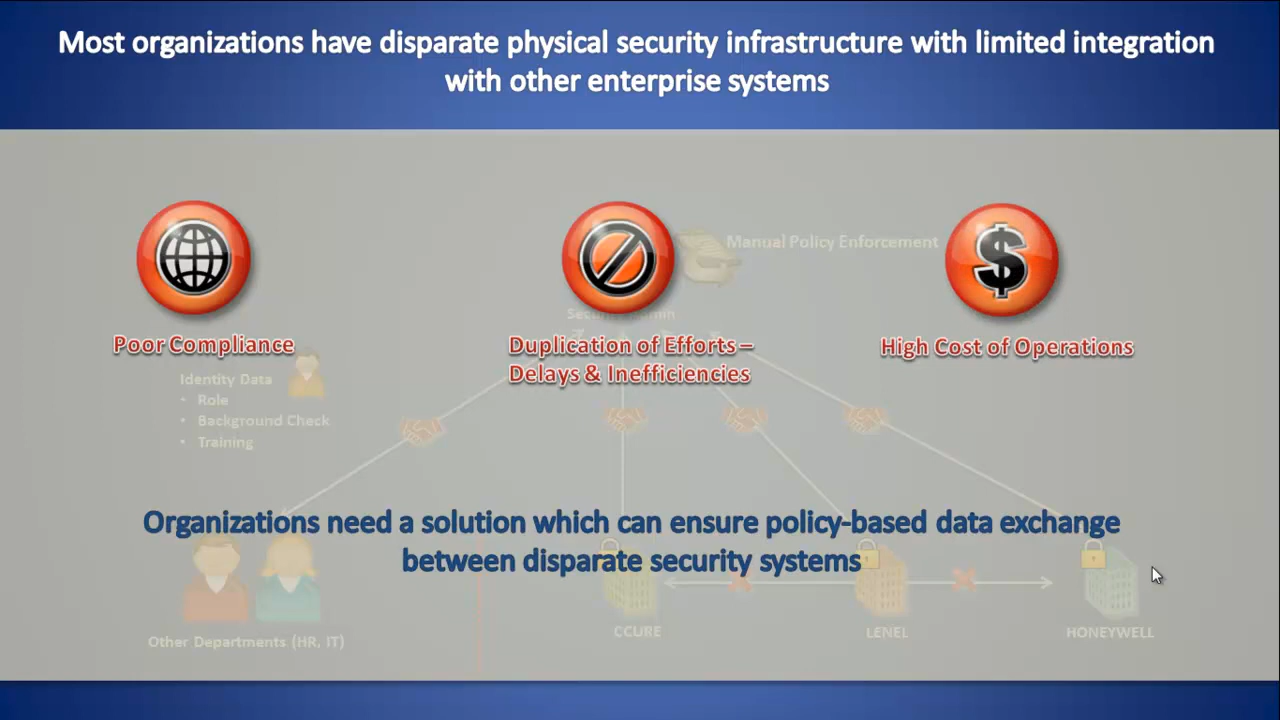 Most organizations have disparate physical security infrastructure with limited integration
with other enterprise systems
Manual Policy Enforcement
Security Admin
Poor Compliance
Duplication of Efforts –
Delays & Inefficiencies
High Cost of Operations
Identity Data
• Role
• Background Check
• Training
Organizations need a solution which can ensure policy-based data exchange
between disparate security systems
Other Departments (HR, IT)
CCURE
LENEL
HONEYWELL